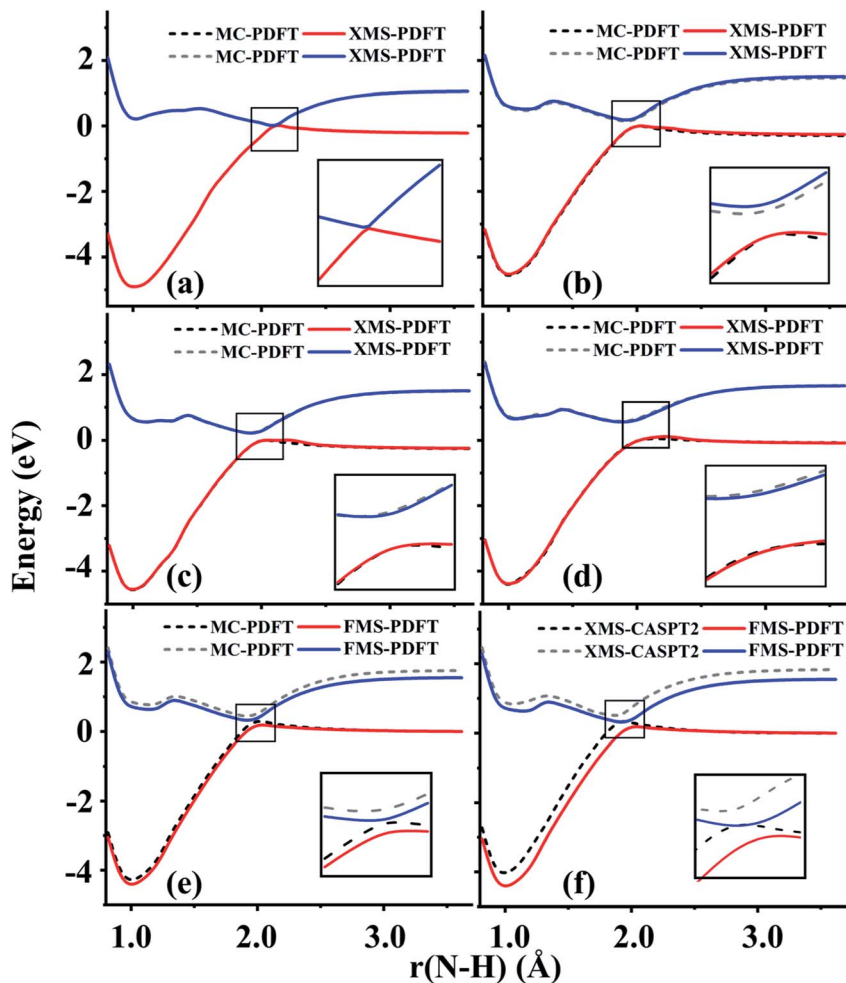 MC-PDFT XMS-PDFT MC-PDFT XMS-PDFT
MC-PDFT XMS-PDFT MC-PDFT XMS-PDFT
2
0
-2
-4
(a) (b)
MC-PDFT XMS-PDFT MC-PDFT XMS-PDFT
MC-PDFT XMS-PDFT MC-PDFT XMS-PDFT
2
0
-2
-4
(c) (d)
Energy (eV)
MC-PDFT FMS-PDFT XMS-CASPT2 FMS-PDFT
MC-PDFT FMS-PDFT XMS-CASPT2 FMS-PDFT
2
0
-2
-4
(e) (f)
1.0 2.0 3.0 1.0 2.0 3.0
r(N-H) (Å)